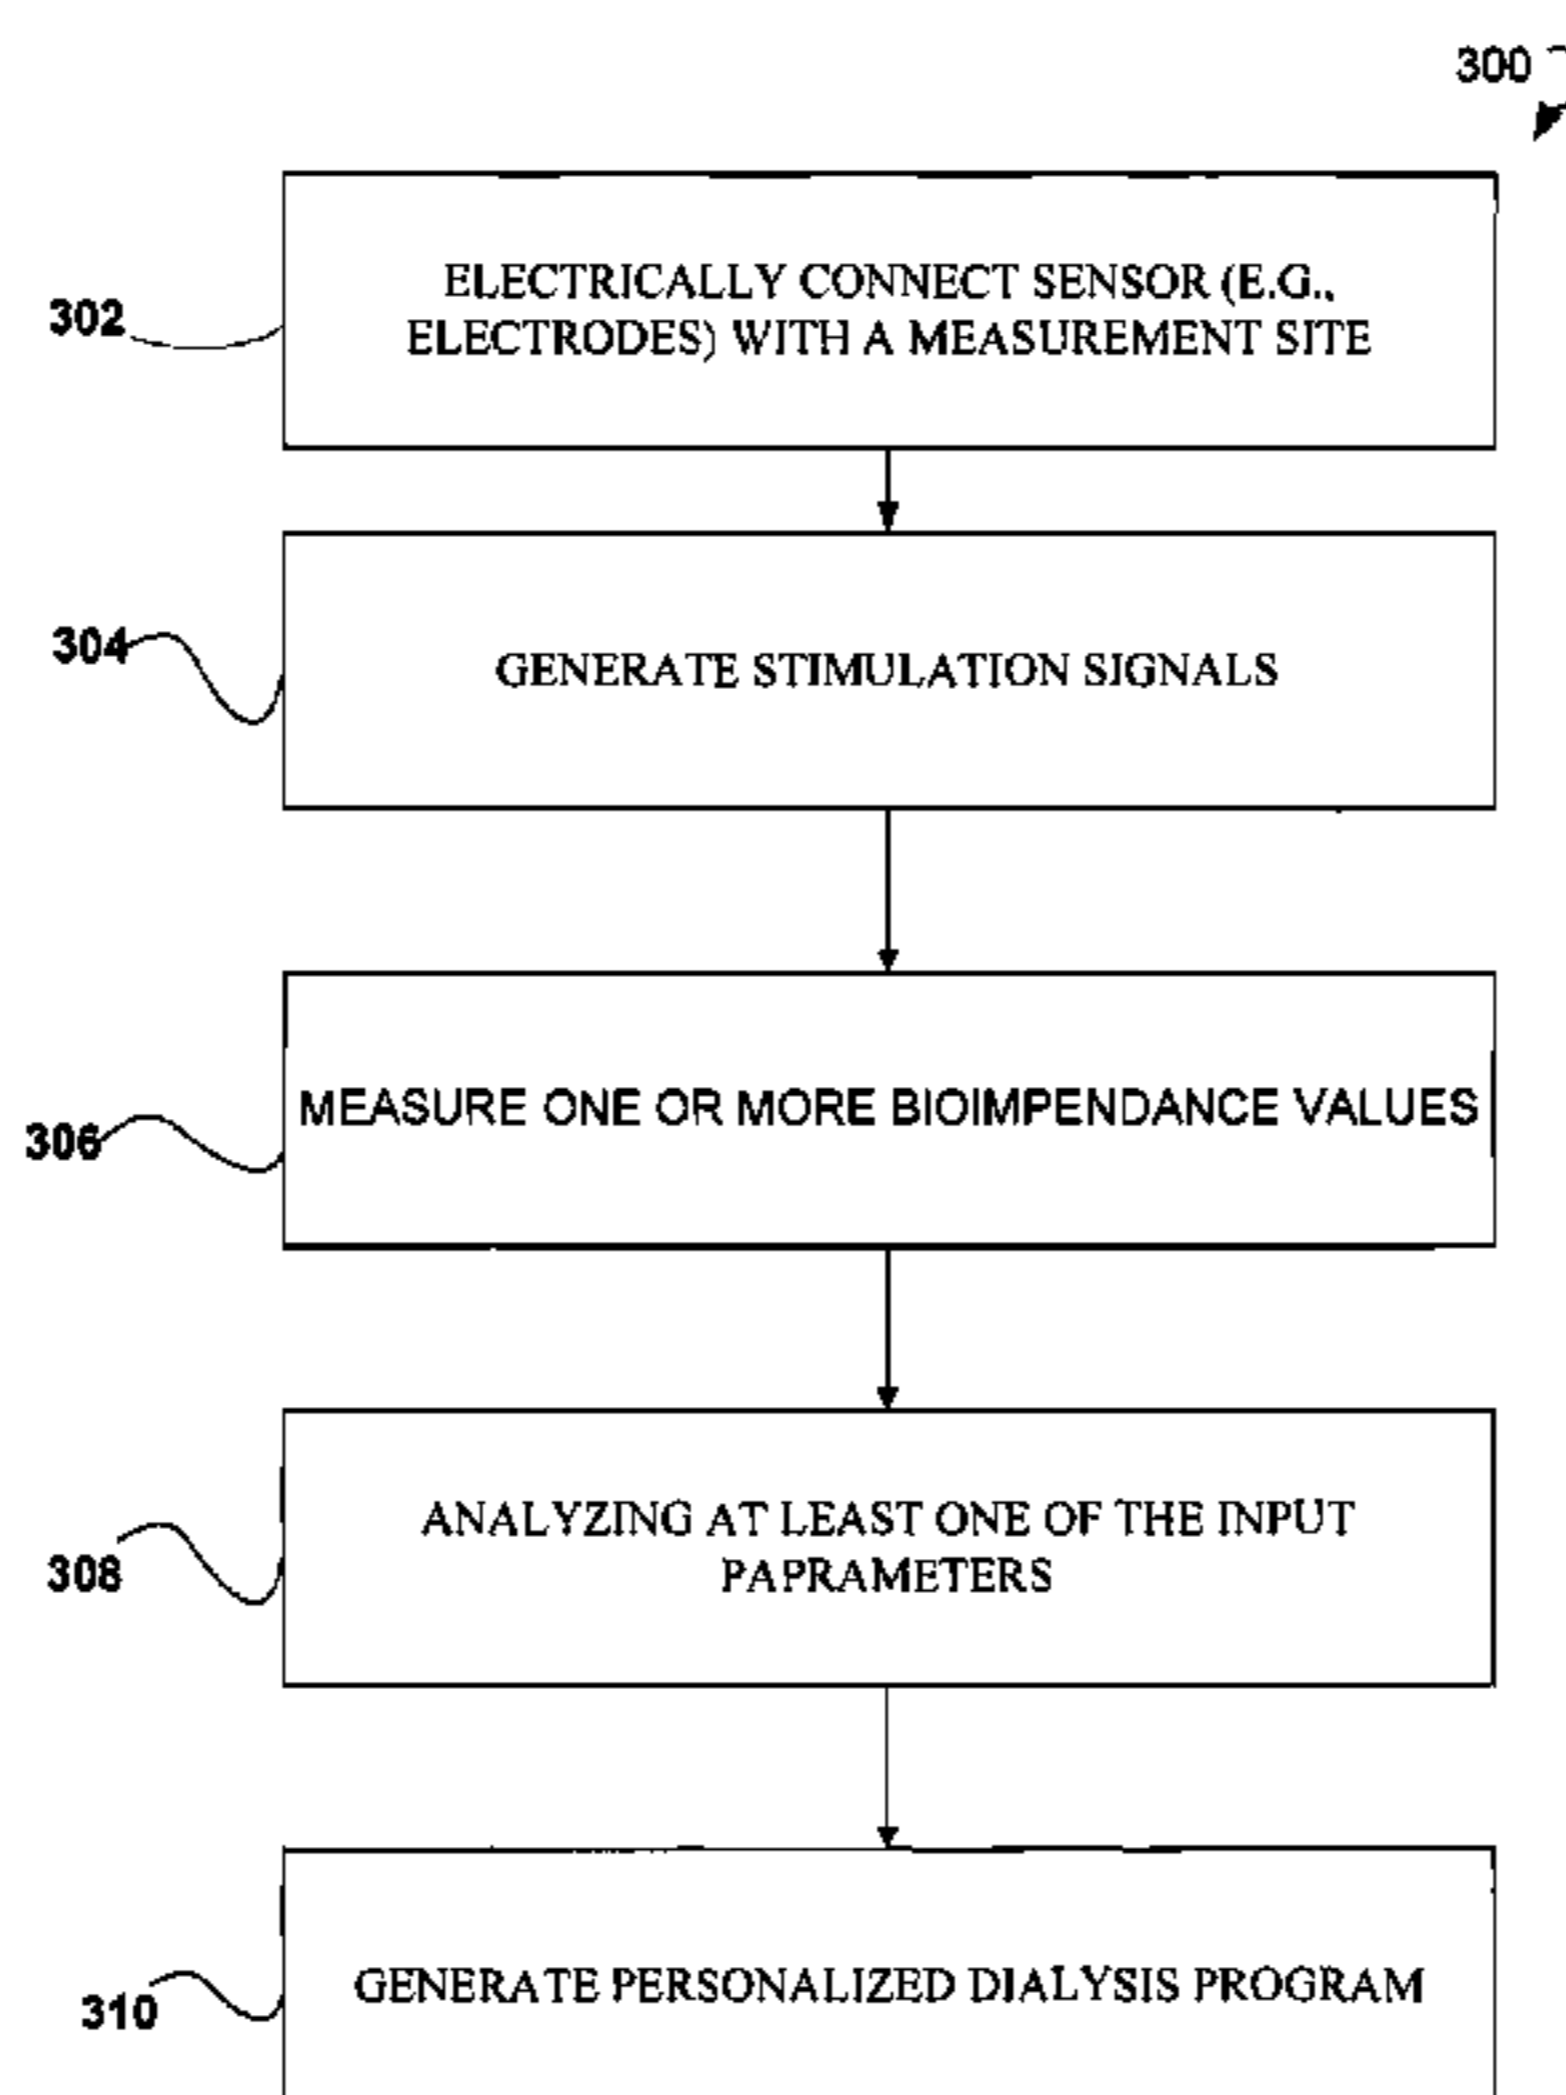 300
302
ELECTRICALLY CONNECT SENSOR (E.G.,
ELECTRODES) WITH A MEASUREMENT SITE
304
GENERATE STIMULATION SIGNALS
306
MEASURE ONE OR MORE BIOIMPENDANCE VALUES
308
ANALYZING AT LEAST ONE OF THE INPUT
PAPRAMETERS
310
GENERATE PERSONALIZED DIALYSIS PROGRAM